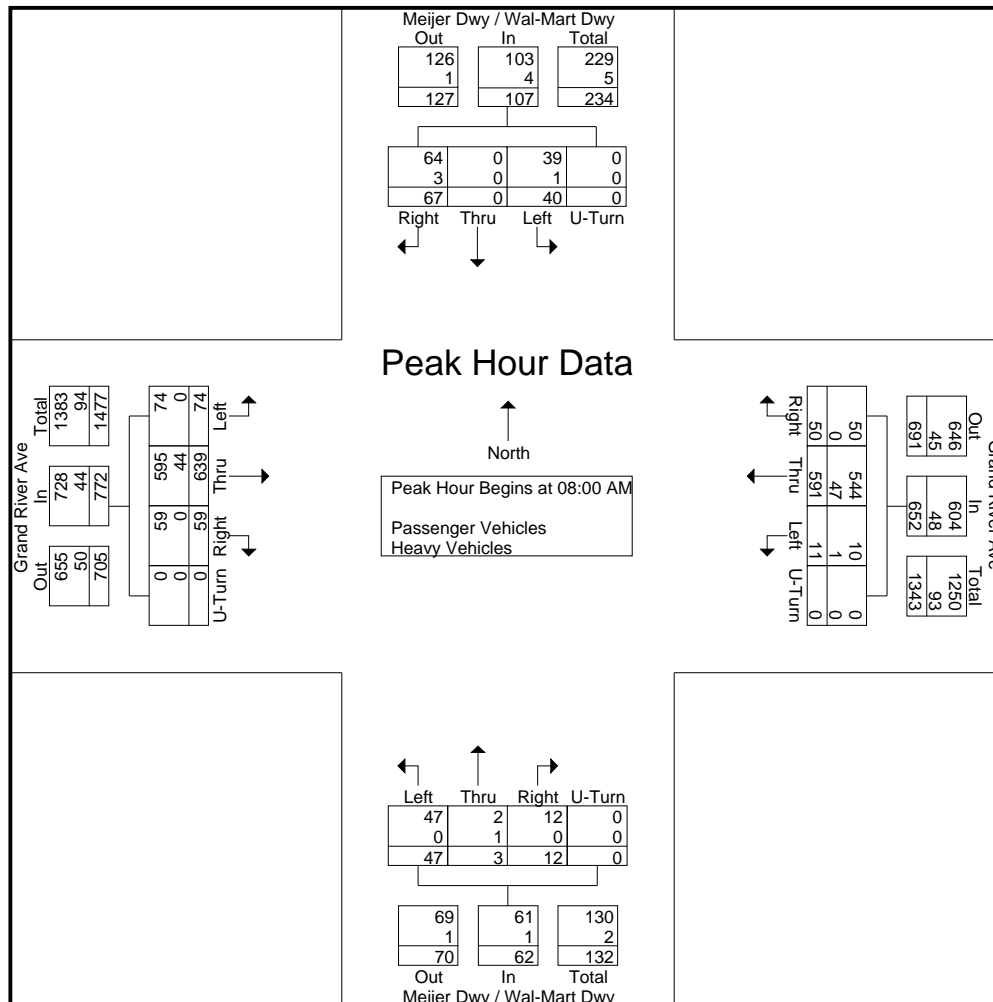 Meijer Dwy / Wal-Mart Dwy
Out In Total
126 103 229
1 4 5
127 107 234
64 0 39 0
3 0 1 0
67 0 40 0
Right Thru Left U-Turn
Peak Hour Data
North
Peak Hour Begins at 08:00 AM
Passenger Vehicles
Heavy Vehicles
Grand River Ave
Out In Total
655 728 1383
50 44 94
705 772 1477
0 59 595 74
0 0 44 0
0 59 639 74
U-Turn Right Thru Left
Grand River Ave
Out In Total
646 604 1250
45 48 93
691 652 1343
50 544 10 0
0 47 1 0
50 591 11 0
Right Thru Left U-Turn
Left Thru Right U-Turn
47 2 12 0
0 1 0 0
47 3 12 0
69 61 130
1 1 2
70 62 132
Out In Total
Meijer Dwy / Wal-Mart Dwy